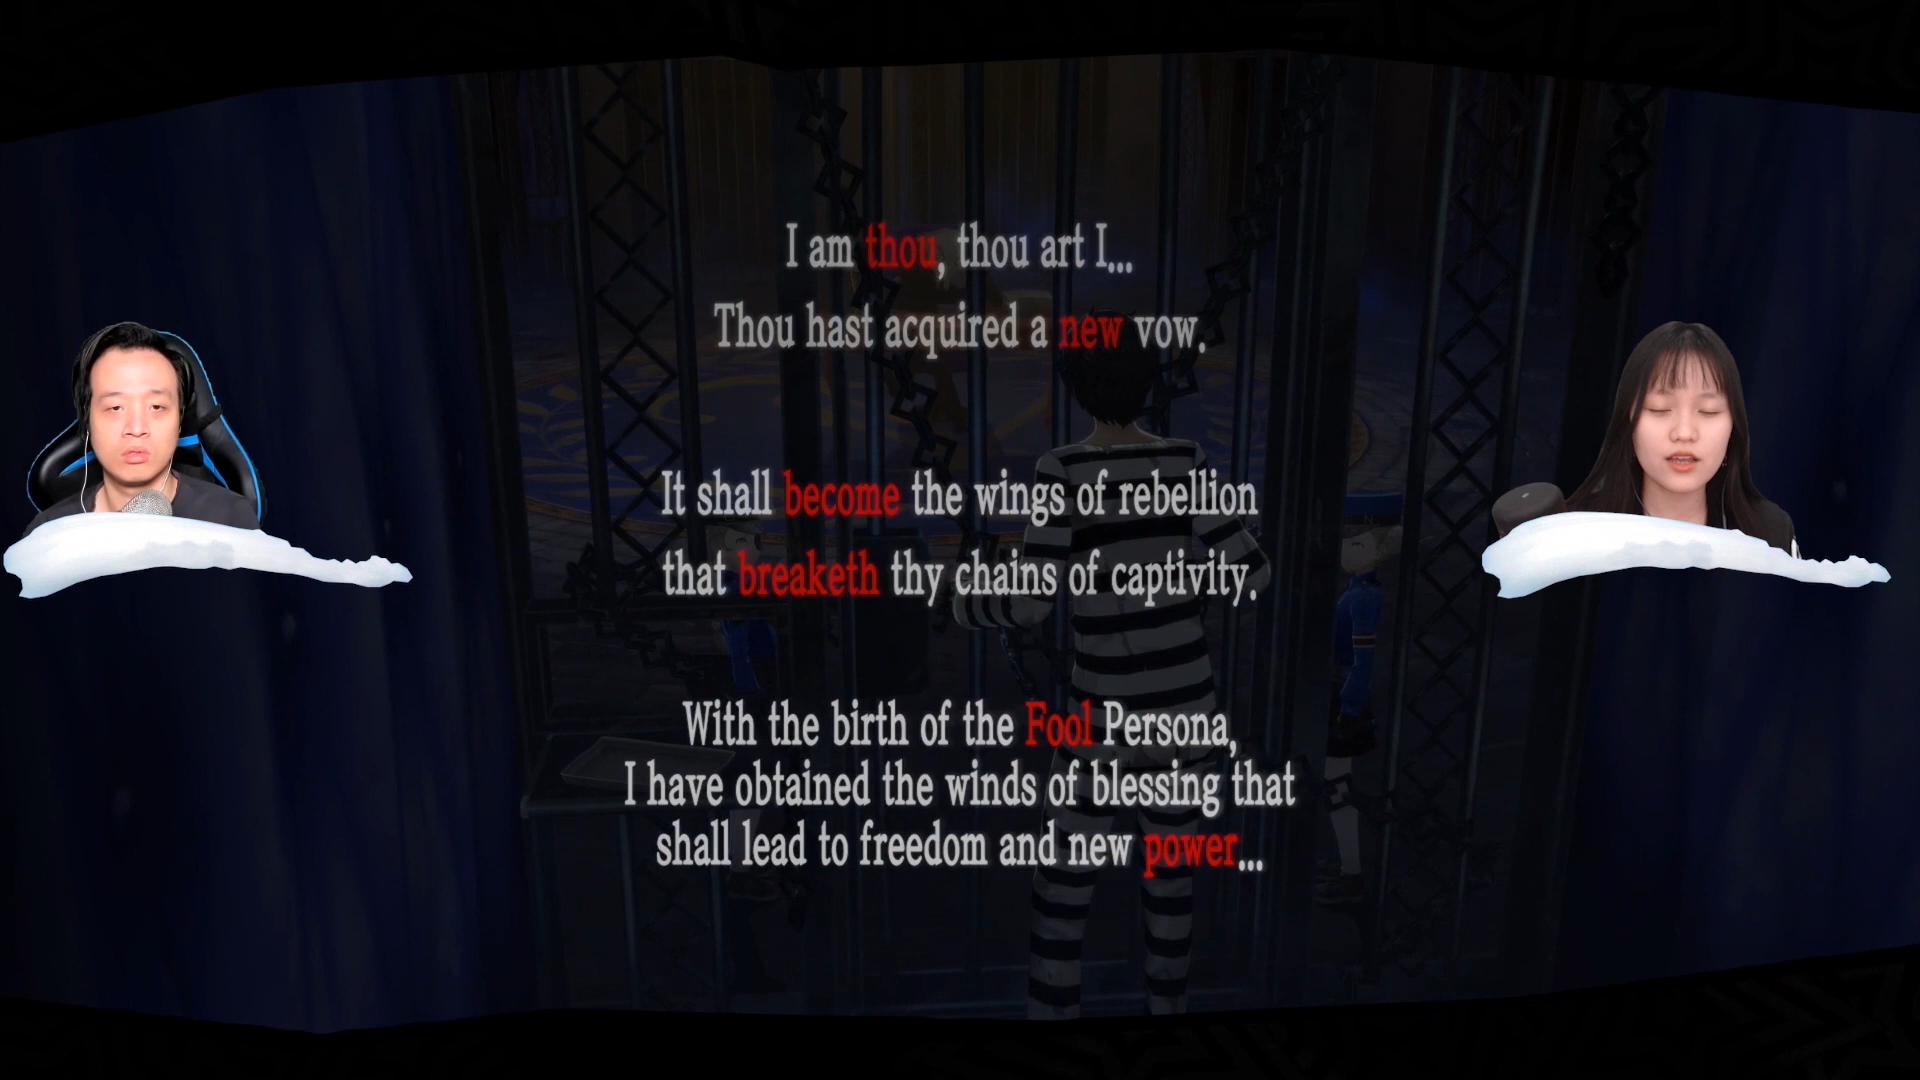 I am thou, thou art I...
Thou hast acquired a new vow.
It shall become the wings of rebellion
that breaketh thy chains of captivity.
With the birth of the Fool Persona,
I have obtained the winds of blessing that
shall lead to freedom and new power...